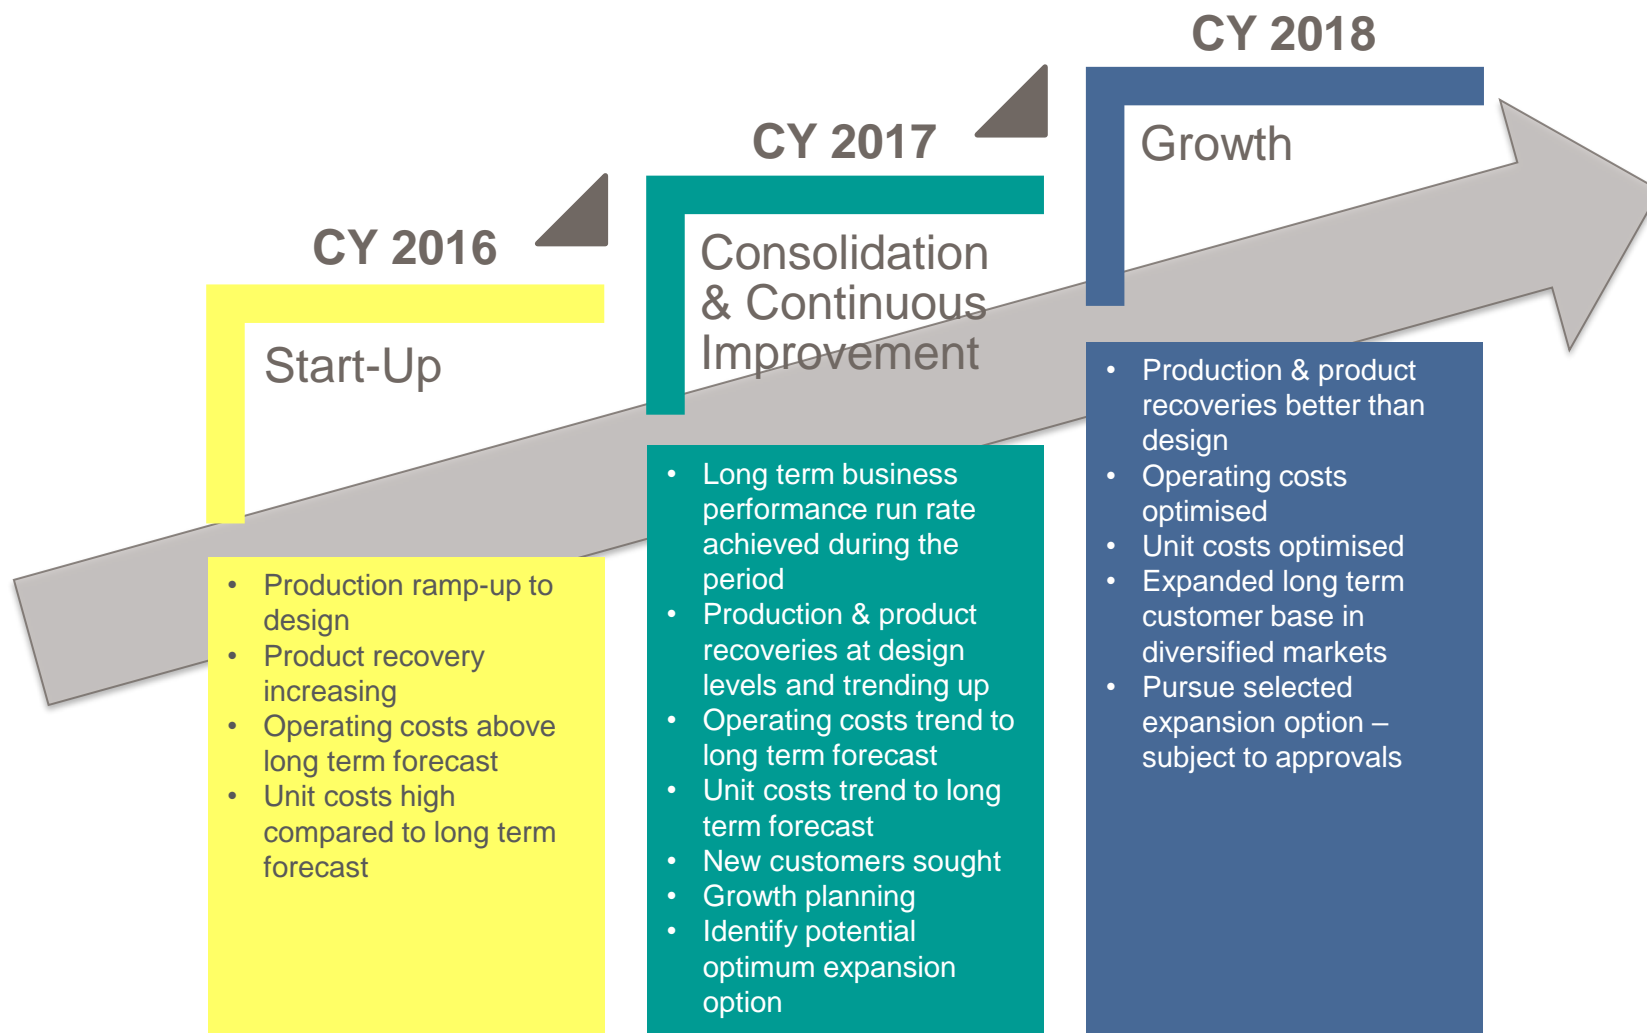 CY 2016
Start-Up
• Production ramp-up to
design
• Product recovery
increasing
• Operating costs above
long term forecast
• Unit costs high
compared to long term
forecast
CY 2017
Consolidation
& Continuous
Improvement
• Long term business
performance run rate
achieved during the
period
• Production & product
recoveries at design
levels and trending up
• Operating costs trend to
long term forecast
• Unit costs trend to long
term forecast
• New customers sought
• Growth planning
• Identify potential
optimum expansion
option
CY 2018
Growth
• Production & product
recoveries better than
design
• Operating costs
optimised
• Unit costs optimised
• Expanded long term
customer base in
diversified markets
• Pursue selected
expansion option –
subject to approvals